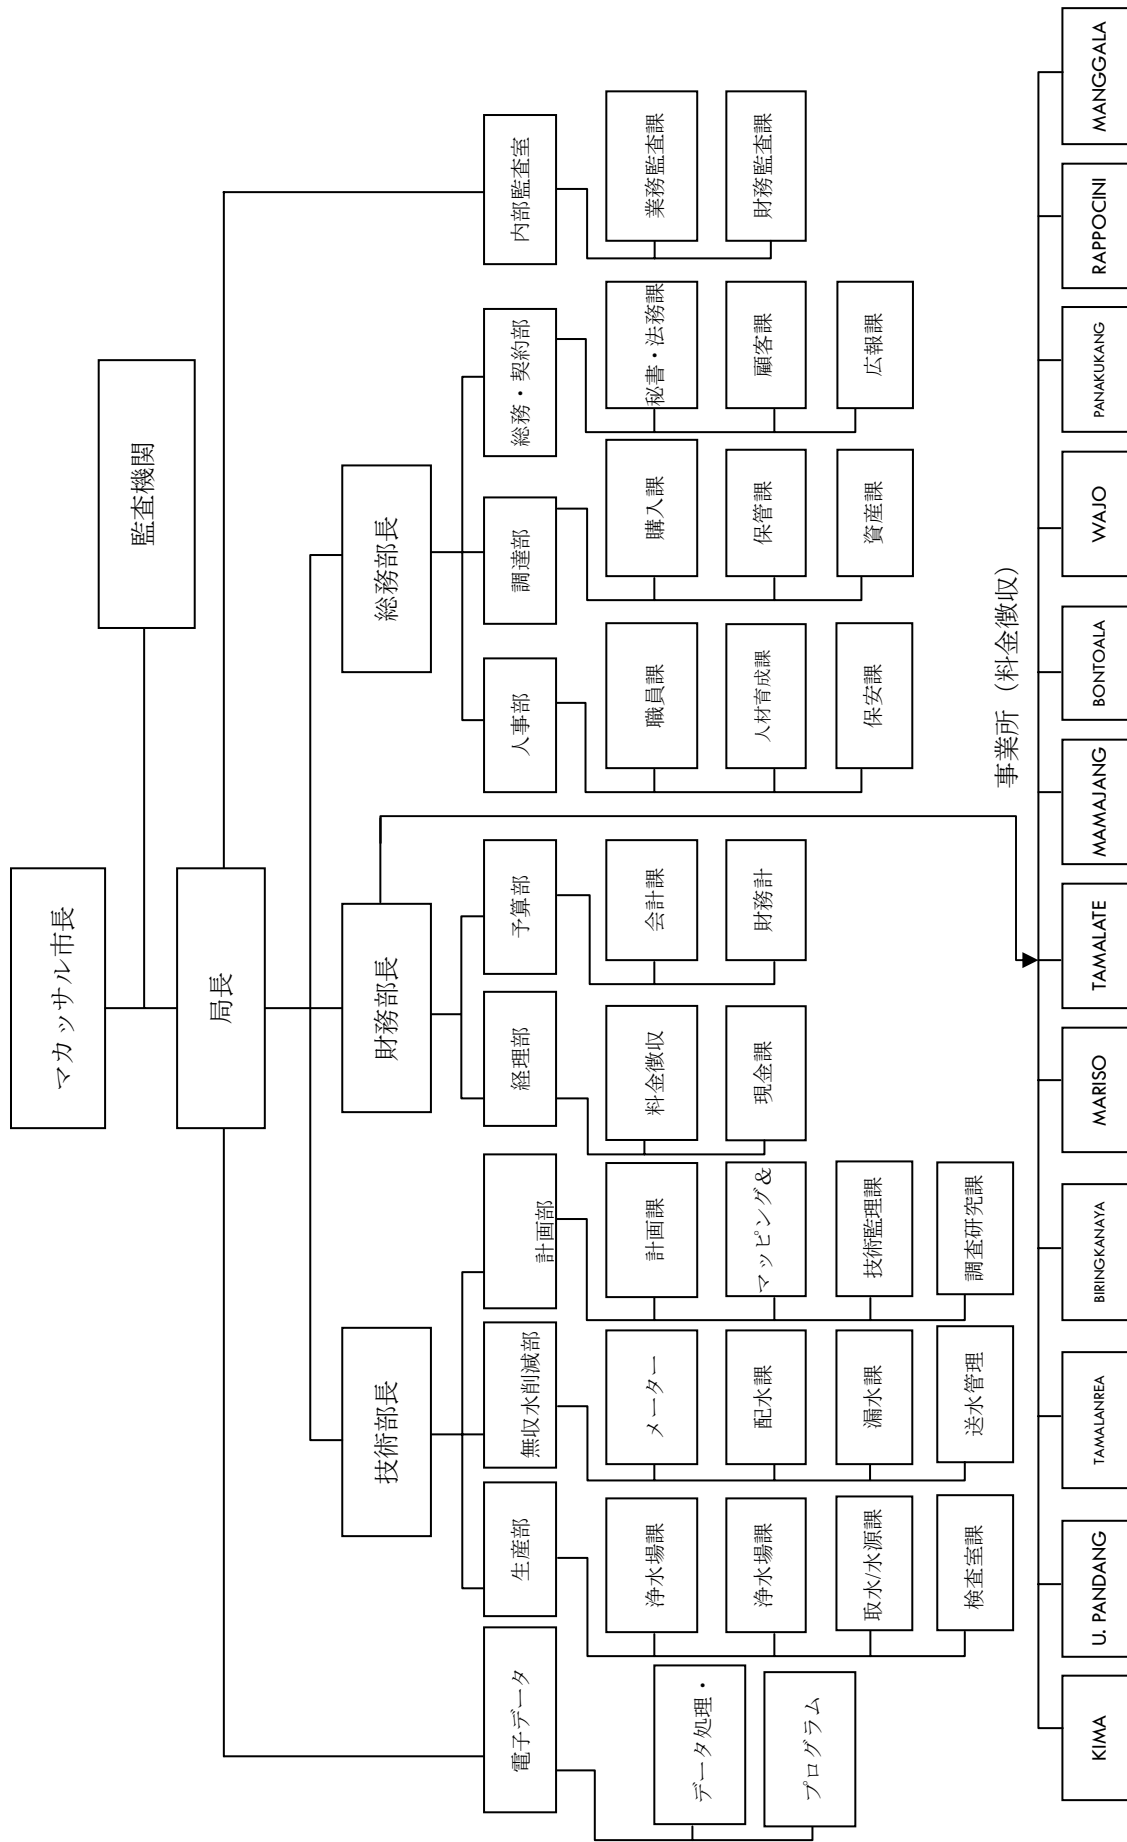 マカッサル市長
監査機関
局長
技術部長
財務部長
総務部長
電子データ
生産部
無収水削減部
計画部
経理部
予算部
人事部
調達部
総務・契約部
内部監査室
データ処理・
プログラム
浄水場課
浄水場課
取水/水源課
検査室課
メーター
配水課
漏水課
送水管理
計画課
マッピング&
技術監理課
調査研究課
料金徴収
現金課
会計課
財務計
職員課
人材育成課
保安課
購入課
保管課
資産課
秘書・法務課
顧客課
広報課
業務監査課
財務監査課
事業所（料金徴収）
KIMA
U. PANDANG
TAMALANREA
BIRINGKANAYA
MARISO
TAMALATE
MAMAJANG
BONTOALA
WAJO
PANAKUKANG
RAPPOCINI
MANGGALA